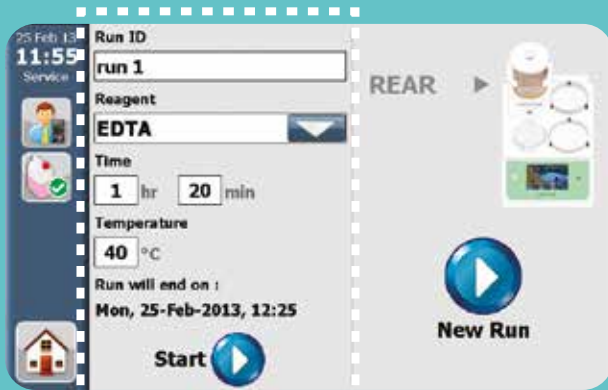 25 Feb 13
11:55
Service
Run ID
run 1
Reagent
EDTA
Time
1 hr 20 min
Temperature
40 °C
Run will end on :
Mon, 25-Feb-2013, 12:25
Start
REAR
New Run